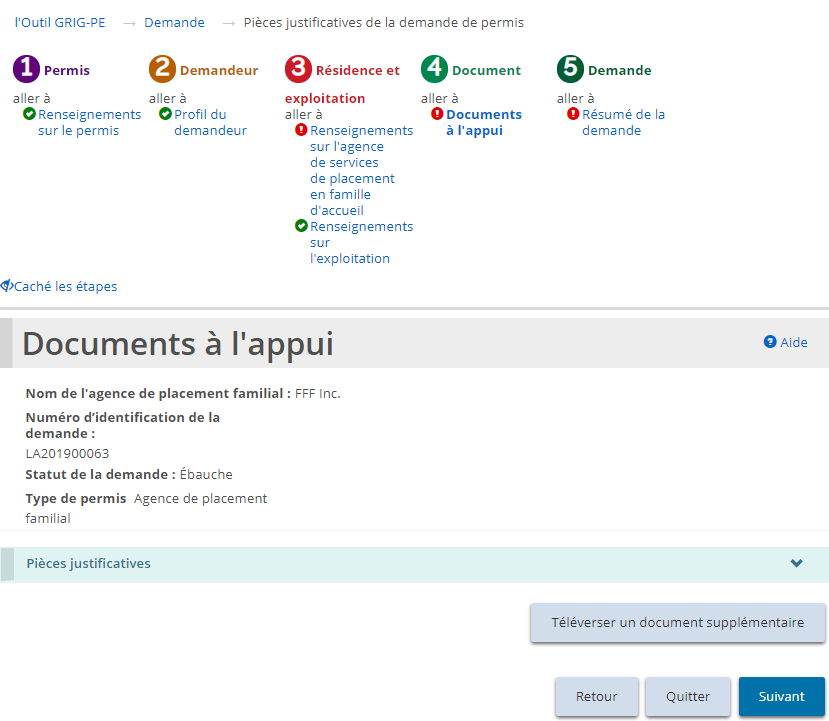 l'Outil GRIG-PE → Demande → Pièces justificatives de la demande de permis
1 Permis
aller à
Renseignements
sur le permis
2 Demandeur
aller à
Profil du
demandeur
3 Résidence et
exploitation
aller à
Renseignements
sur l'agence
de services
de placement
en famille
d'accueil
Renseignements
sur
l'exploitation
4 Document
aller à
Documents
à l'appui
5 Demande
aller à
Résumé de la
demande
Caché les étapes
Documents à l'appui
Aide
Nom de l'agence de placement familial : FFF Inc.
Numéro d’identification de la
demande :
LA201900063
Statut de la demande : Ébauche
Type de permis Agence de placement
familial
Pièces justificatives
Téléverser un document supplémentaire
Retour Quitter Suivant